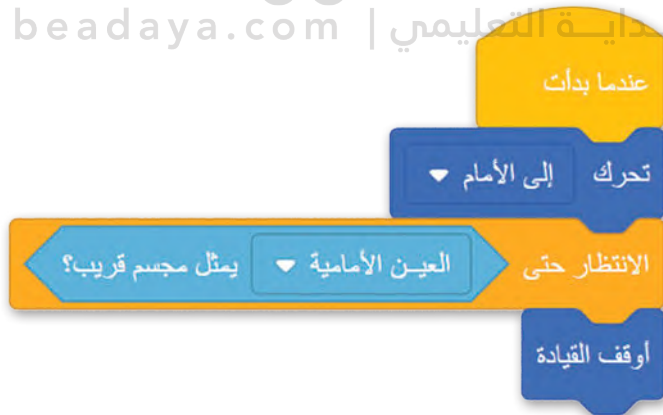 beadaya.com | بداية التعليمي
عندما بدأت
تحرك إلى الأمام
الانتظار حتى العين الأمامية يمثل مجسم قريب؟
أوقف القيادة